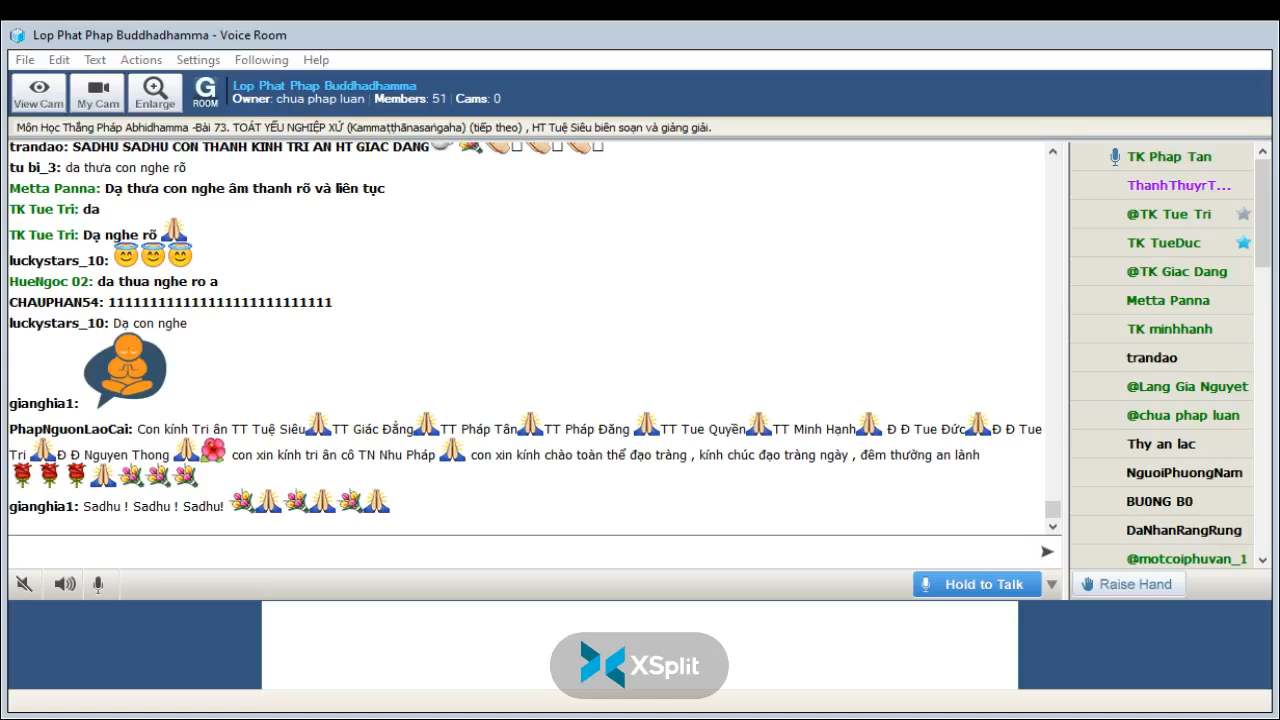 Lop Phat Phap Buddhadhamma - Voice Room
File Edit Text Actions Settings Following Help
View Cam My Cam Enlarge G ROOM
Lop Phat Phap Buddhadhamma
Owner: chua phap luan | Members: 51 | Cams: 0
Môn Học Thắng Pháp Abhidhamma -Bài 73. TOÁT YẾU NGHIỆP XỨ (Kammaṭṭhānasaṅgaha) (tiếp theo) , HT Tuệ Siêu biên soạn và giảng giải.
trandao: SADHU SADHU CON THANH KINH TRI AN HT GIAC DANG
tu bi_3: da thưa con nghe rõ
Metta Panna: Dạ thưa con nghe âm thanh rõ và liên tục
TK Tue Tri: da
TK Tue Tri: Dạ nghe rõ
luckystars_10:
HueNgoc 02: da thua nghe ro a
CHAUPHAN54: 1111111111111111111111111111
luckystars_10: Dạ con nghe
gianghia1:
PhapNguonLaoCai: Con kính Tri ân TT Tuệ Siêu TT Giác Đẳng TT Pháp Tân TT Pháp Đăng TT Tue Quyền TT Minh Hạnh Đ Đ Tue Đức Đ Đ Tue
Tri Đ Đ Nguyen Thong con xin kính tri ân cô TN Nhu Pháp con xin kính chào toàn thể đạo tràng , kính chúc đạo tràng ngày , đêm thường an lành
gianghia1: Sadhu ! Sadhu ! Sadhu!
Hold to Talk
TK Phap Tan
ThanhThuyrT...
@TK Tue Tri
TK TueDuc
@TK Giac Dang
Metta Panna
TK minhhanh
trandao
@Lang Gia Nguyet
@chua phap luan
Thy an lac
NguoiPhuongNam
BU0NG B0
DaNhanRangRung
@motcoiphuvan_1
Raise Hand
XSplit